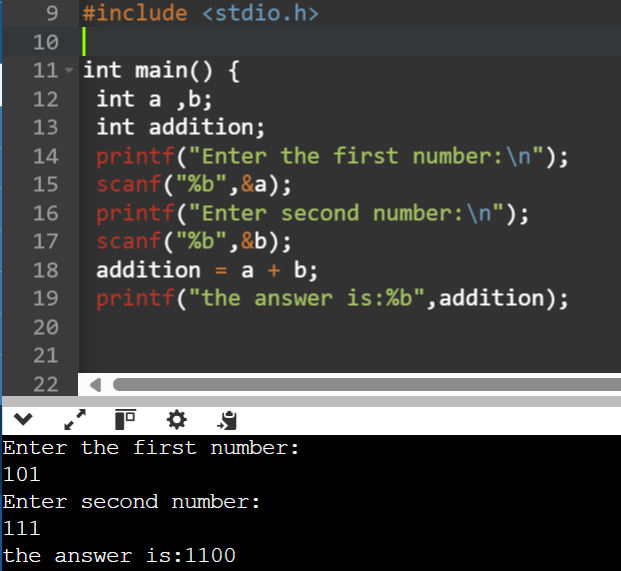 9 #include <stdio.h>
10
11 int main() {
12 int a ,b;
13 int addition;
14 printf("Enter the first number:\n");
15 scanf("%b",&a);
16 printf("Enter second number:\n");
17 scanf("%b",&b);
18 addition = a + b;
19 printf("the answer is:%b",addition);
20
21
22
Enter the first number:
101
Enter second number:
111
the answer is:1100